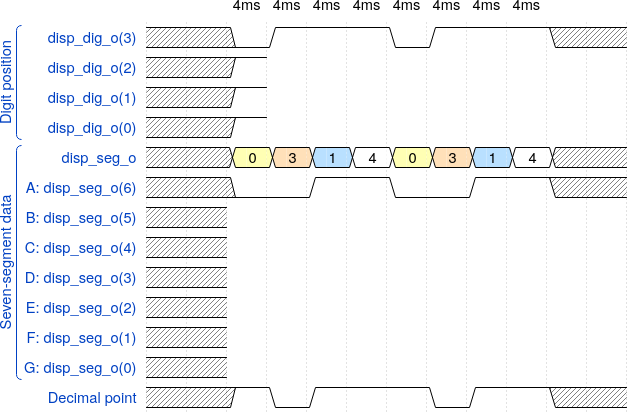 4ms 4ms 4ms 4ms 4ms 4ms 4ms 4ms
Digit position
disp_dig_o(3)
disp_dig_o(2)
disp_dig_o(1)
disp_dig_o(0)
Seven-segment data
disp_seg_o 0 3 1 4 0 3 1 4
A: disp_seg_o(6)
B: disp_seg_o(5)
C: disp_seg_o(4)
D: disp_seg_o(3)
E: disp_seg_o(2)
F: disp_seg_o(1)
G: disp_seg_o(0)
Decimal point